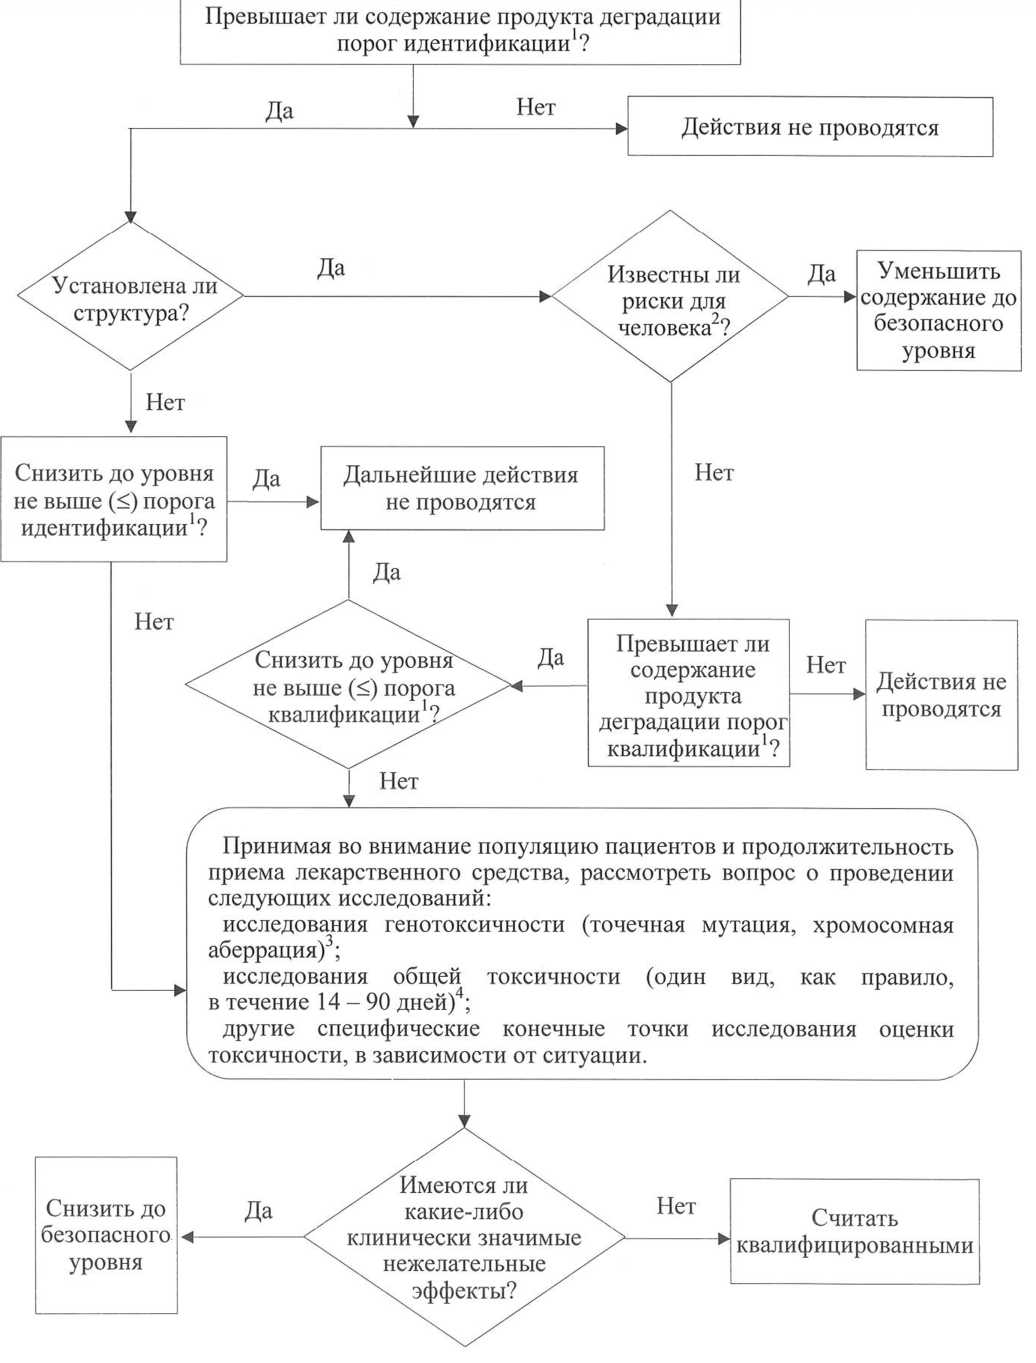 Превышает ли содержание продукта деградации
порог идентификации¹?
Да
Нет
Действия не проводятся
Установлена ли
структура?
Да
Известны ли
риски для
человека²?
Да
Уменьшить
содержание до
безопасного
уровня
Нет
Снизить до уровня
не выше (≤) порога
идентификации¹?
Да
Дальнейшие действия
не проводятся
Нет
Да
Нет
Снизить до уровня
не выше (≤) порога
квалификации¹?
Да
Превышает ли
содержание
продукта
деградации порог
квалификации¹?
Нет
Действия не
проводятся
Нет
Принимая во внимание популяцию пациентов и продолжительность
приема лекарственного средства, рассмотреть вопрос о проведении
следующих исследований:
исследования генотоксичности (точечная мутация, хромосомная
аберрация)³;
исследования общей токсичности (один вид, как правило,
в течение 14 – 90 дней)⁴;
другие специфические конечные точки исследования оценки
токсичности, в зависимости от ситуации.
Снизить до
безопасного
уровня
Да
Имеются ли
какие-либо
клинически значимые
нежелательные
эффекты?
Нет
Считать
квалифицированными